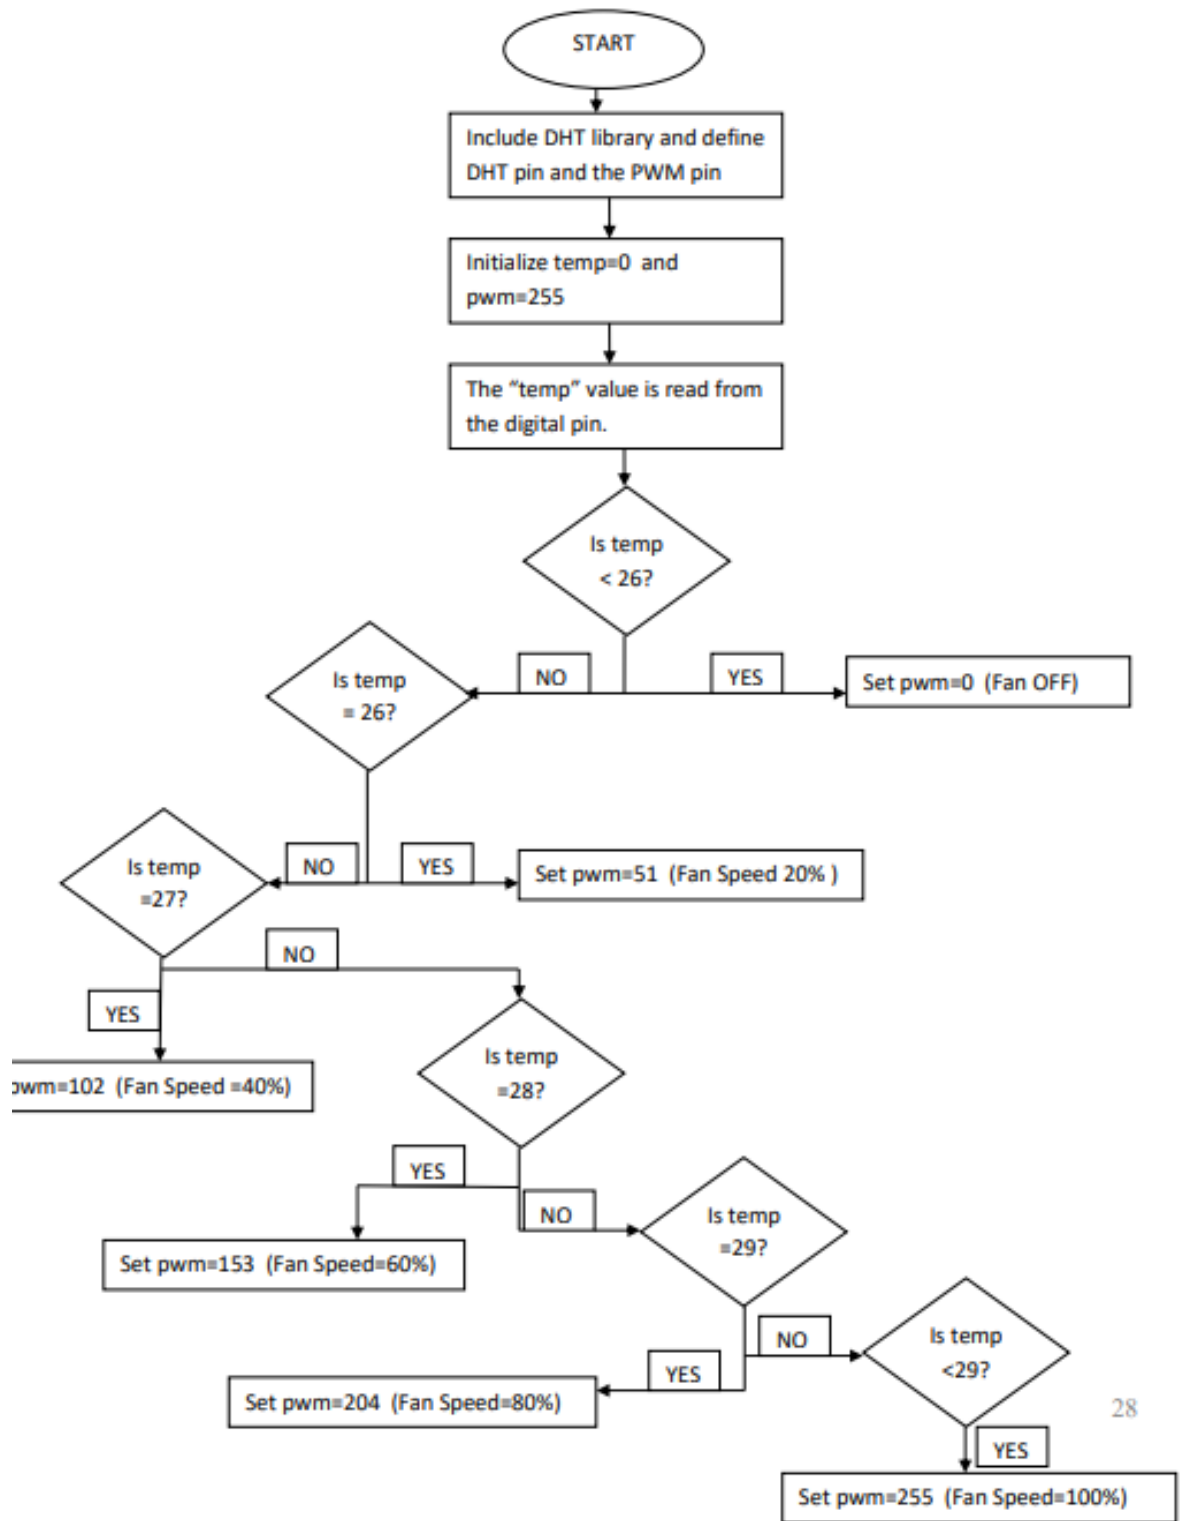 START
Include DHT library and define
DHT pin and the PWM pin
Initialize temp=0 and
pwm=255
The “temp” value is read from
the digital pin.
Is temp
< 26?
NO
YES
Set pwm=0 (Fan OFF)
Is temp
= 26?
NO
YES
Set pwm=51 (Fan Speed 20% )
Is temp
=27?
NO
YES
pwm=102 (Fan Speed =40%)
Is temp
=28?
YES
NO
Set pwm=153 (Fan Speed=60%)
Is temp
=29?
NO
YES
Set pwm=204 (Fan Speed=80%)
Is temp
<29?
28
YES
Set pwm=255 (Fan Speed=100%)